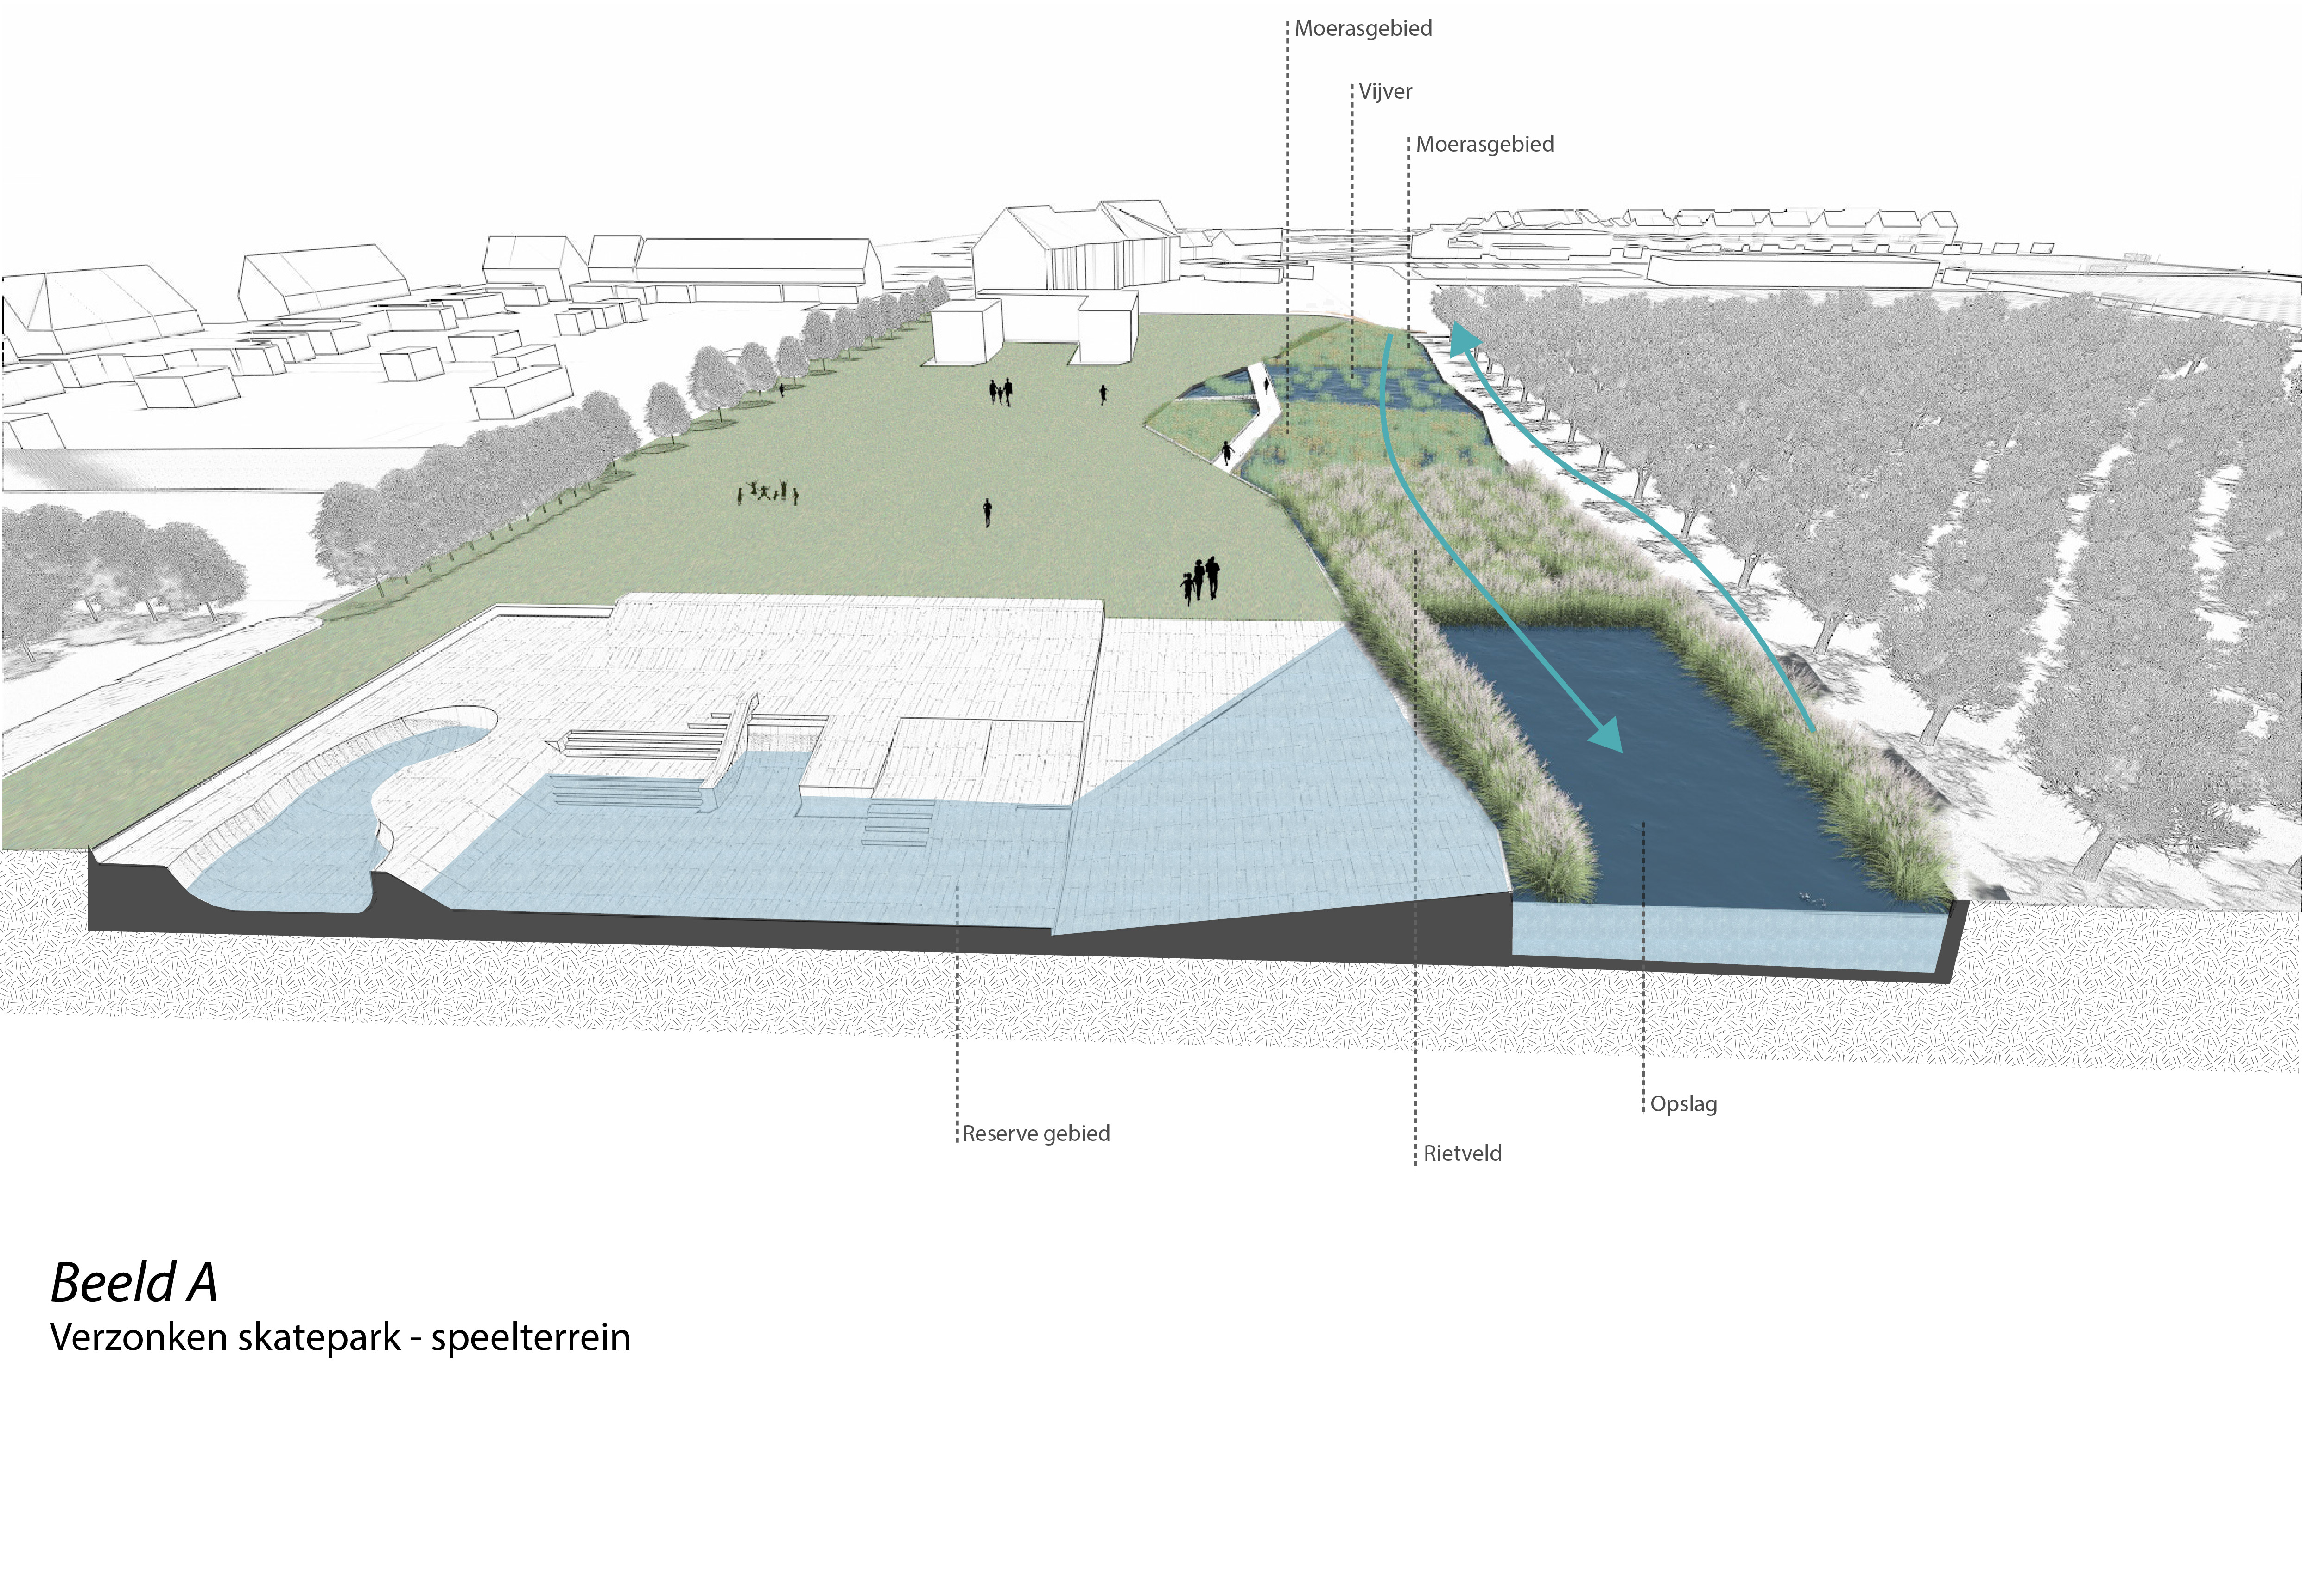 Moerasgebied
Vijver
Moerasgebied
Opslag
Reserve gebied
Rietveld
Beeld A
Verzonken skatepark - speelterrein